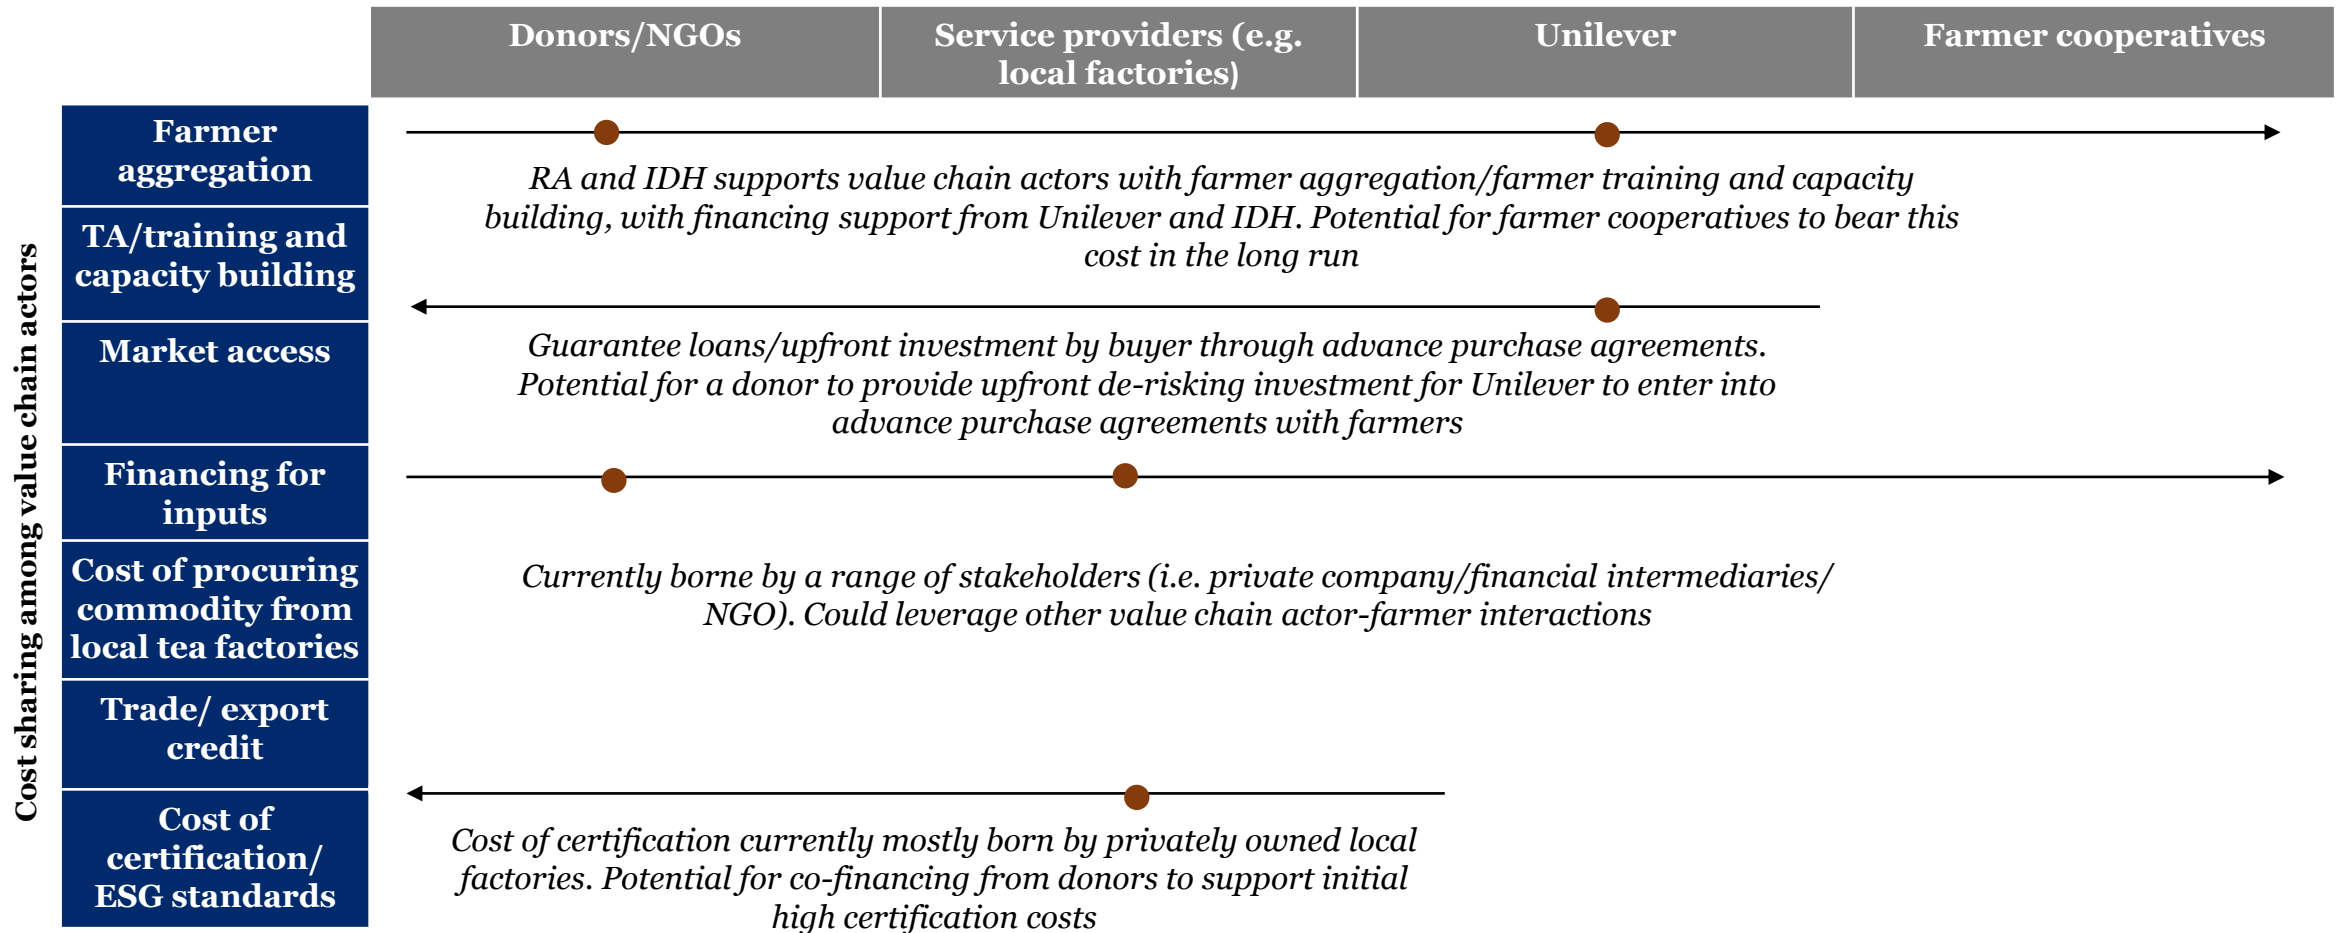 Donors/NGOs
Service providers (e.g.
local factories)
Unilever
Farmer cooperatives
Cost sharing among value chain actors
Farmer
aggregation
RA and IDH supports value chain actors with farmer aggregation/farmer training and capacity
building, with financing support from Unilever and IDH. Potential for farmer cooperatives to bear this
cost in the long run
TA/training and
capacity building
Market access
Guarantee loans/upfront investment by buyer through advance purchase agreements.
Potential for a donor to provide upfront de-risking investment for Unilever to enter into
advance purchase agreements with farmers
Financing for
inputs
Cost of procuring
commodity from
local tea factories
Currently borne by a range of stakeholders (i.e. private company/financial intermediaries/
NGO). Could leverage other value chain actor-farmer interactions
Trade/ export
credit
Cost of
certification/
ESG standards
Cost of certification currently mostly born by privately owned local
factories. Potential for co-financing from donors to support initial
high certification costs